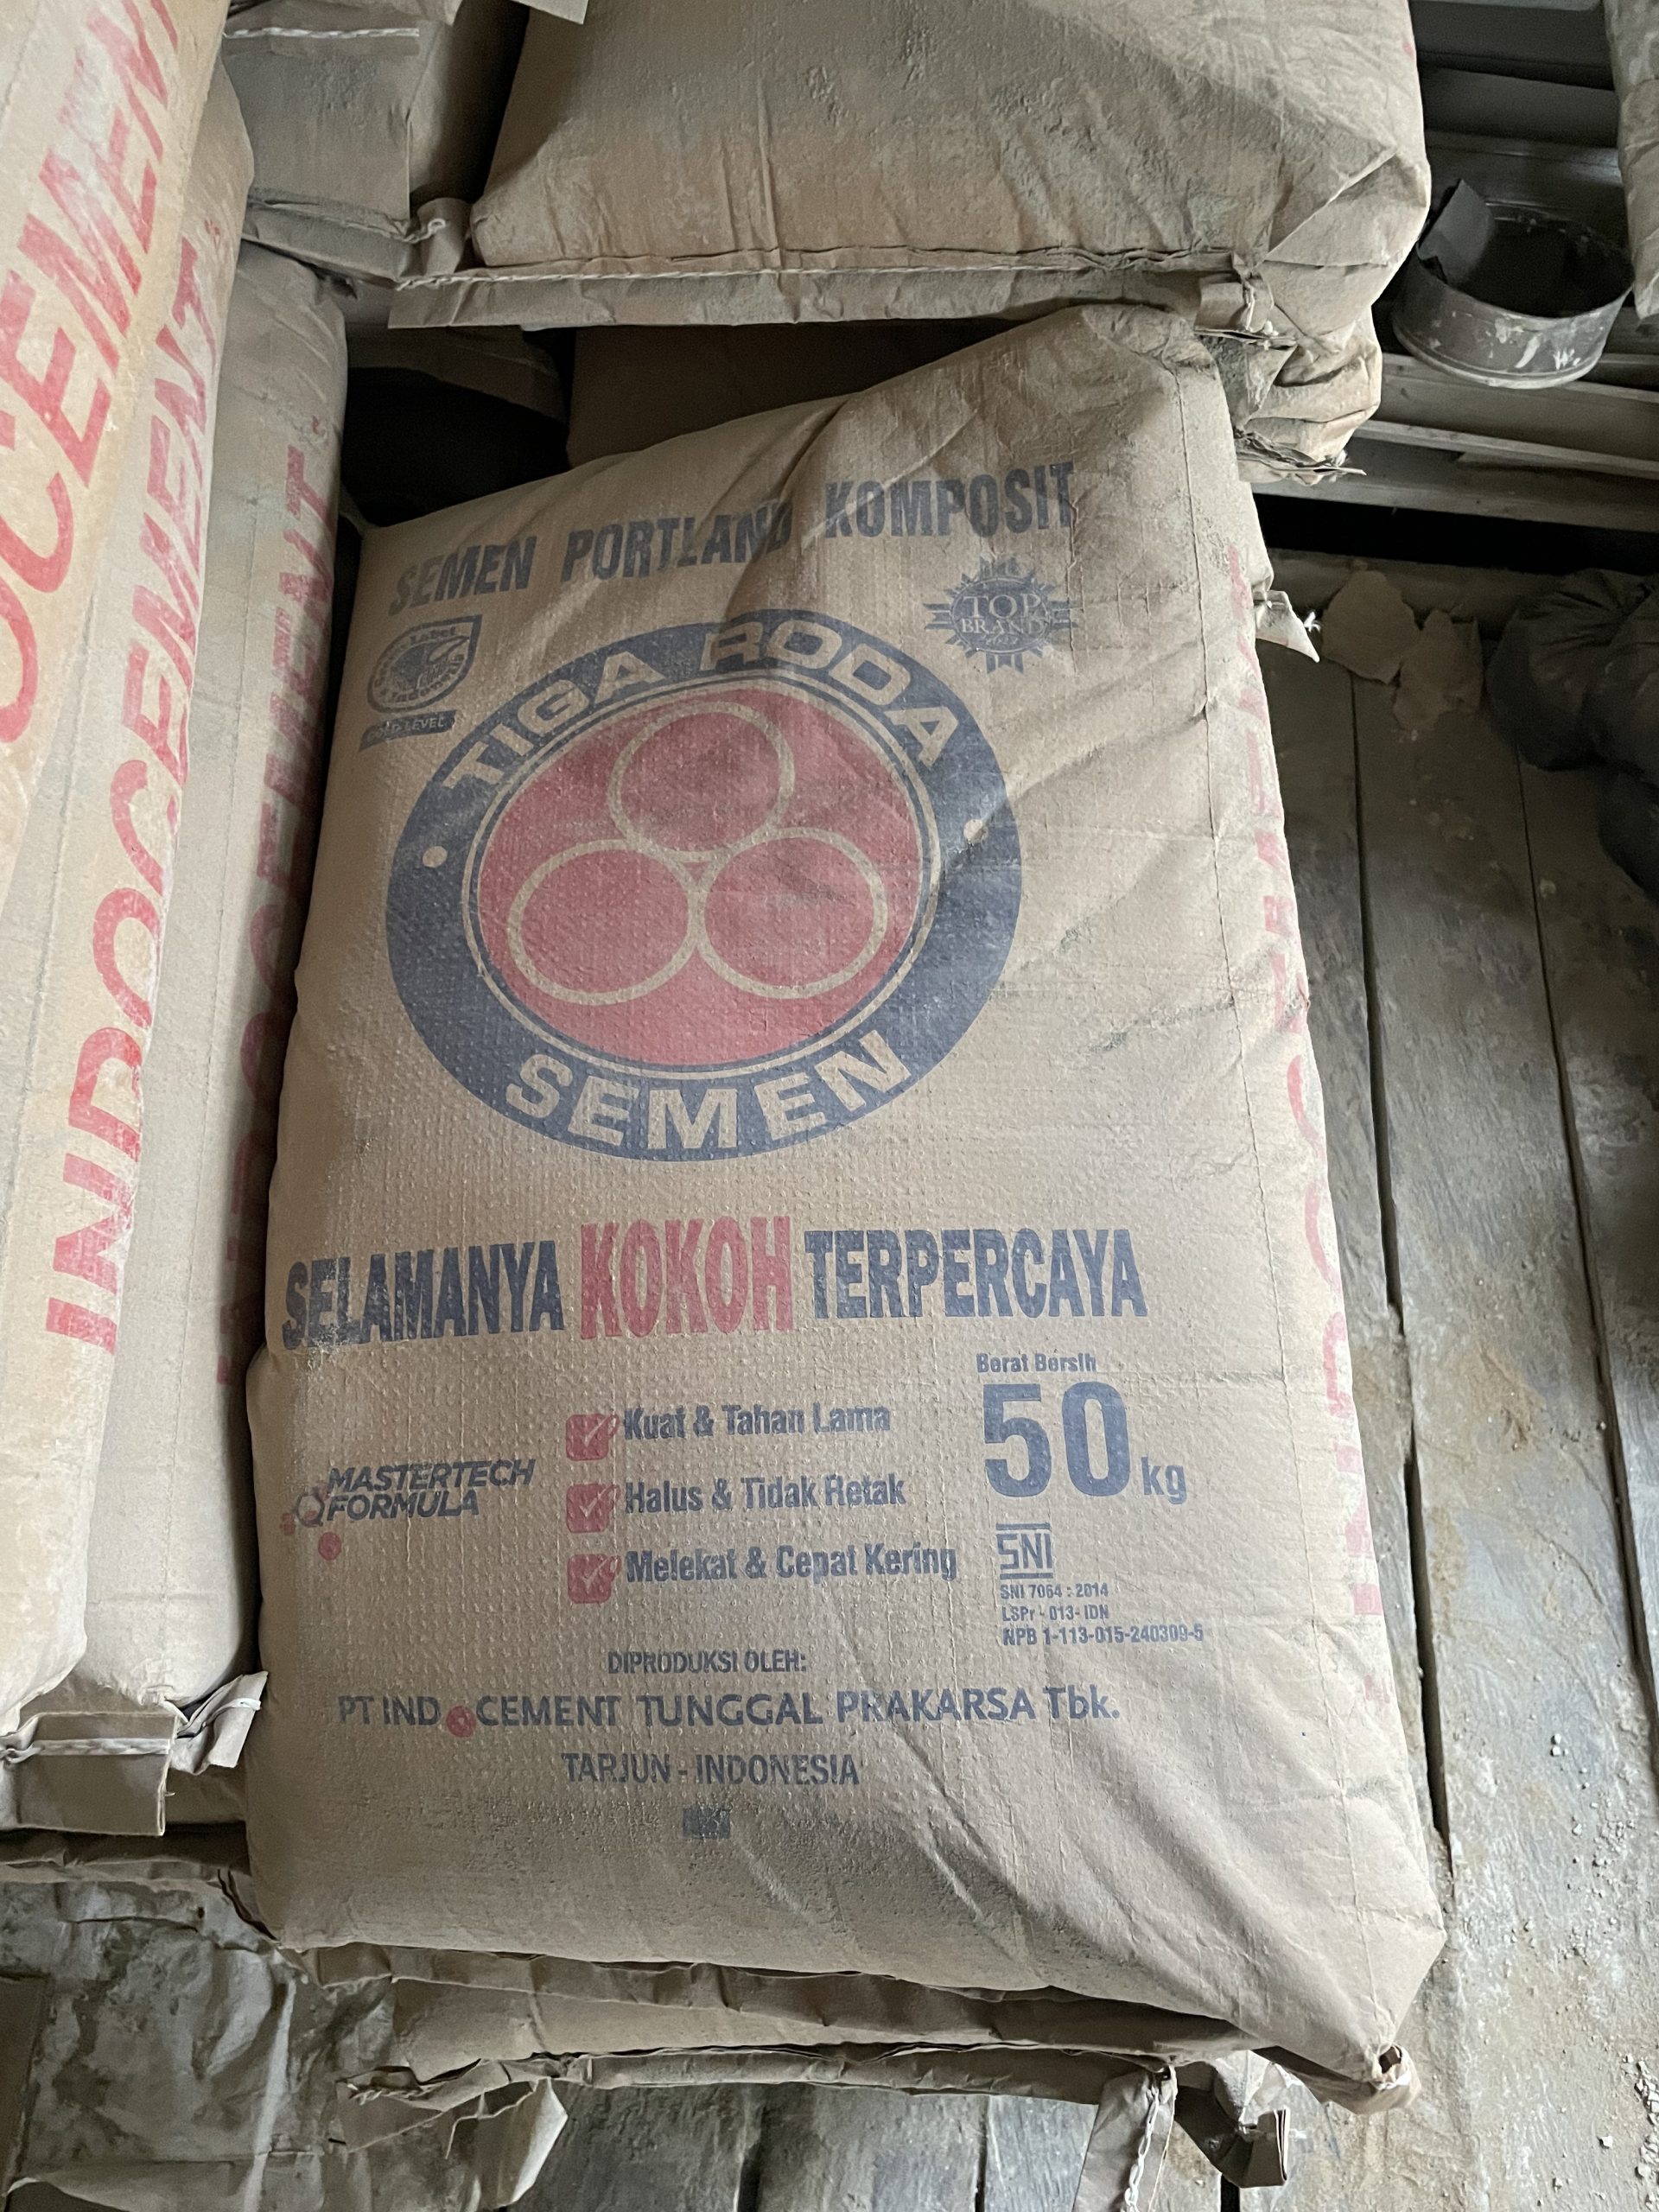 SEMEN PORTLAND KOMPOSIT
TOP
BRAND
TIGA RODA
SEMEN
SELAMANYA KOKOH TERPERCAYA
Berat Bersih
50 kg
MASTERTECH
FORMULA
Kuat & Tahan Lama
Halus & Tidak Retak
Melekat & Cepat Kering
SNI
SNI 7064 : 2014
LSPr - 013- IDN
NPB 1-113-015-240309-5
DIPRODUKSI OLEH:
PT INDOCEMENT TUNGGAL PRAKARSA Tbk.
TARJUN - INDONESIA
OCEMENT
INDOCEMENT
INDOCEMENT